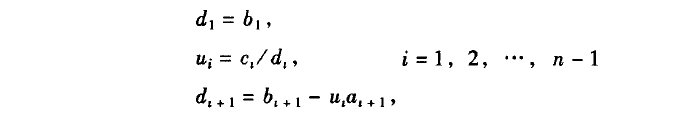 d₁ = b₁,
uᵢ = cᵢ/dᵢ, i = 1, 2, ⋯, n − 1
dᵢ₊₁ = bᵢ₊₁ − uᵢaᵢ₊₁,